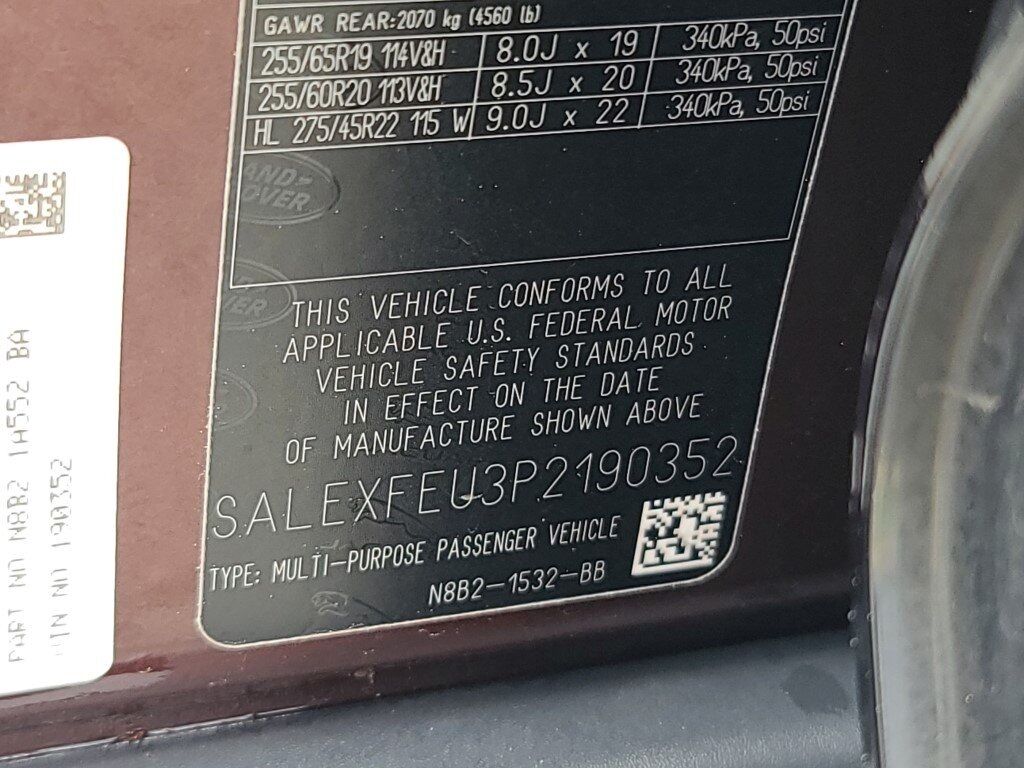 GAWR REAR:2070 kg (4560 lb)
255/65R19 114V&H 8.0J x 19 340kPa, 50psi
255/60R20 113V&H 8.5J x 20 340kPa, 50psi
HL 275/45R22 115 W 9.0J x 22 340kPa, 50psi
THIS VEHICLE CONFORMS TO ALL
APPLICABLE U.S. FEDERAL MOTOR
VEHICLE SAFETY STANDARDS
IN EFFECT ON THE DATE
OF MANUFACTURE SHOWN ABOVE
SALEXFEU3P2190352
TYPE: MULTI-PURPOSE PASSENGER VEHICLE
N8B2-1532-BB
PART NO N8B2 1A552 BA
VIN NO 190352